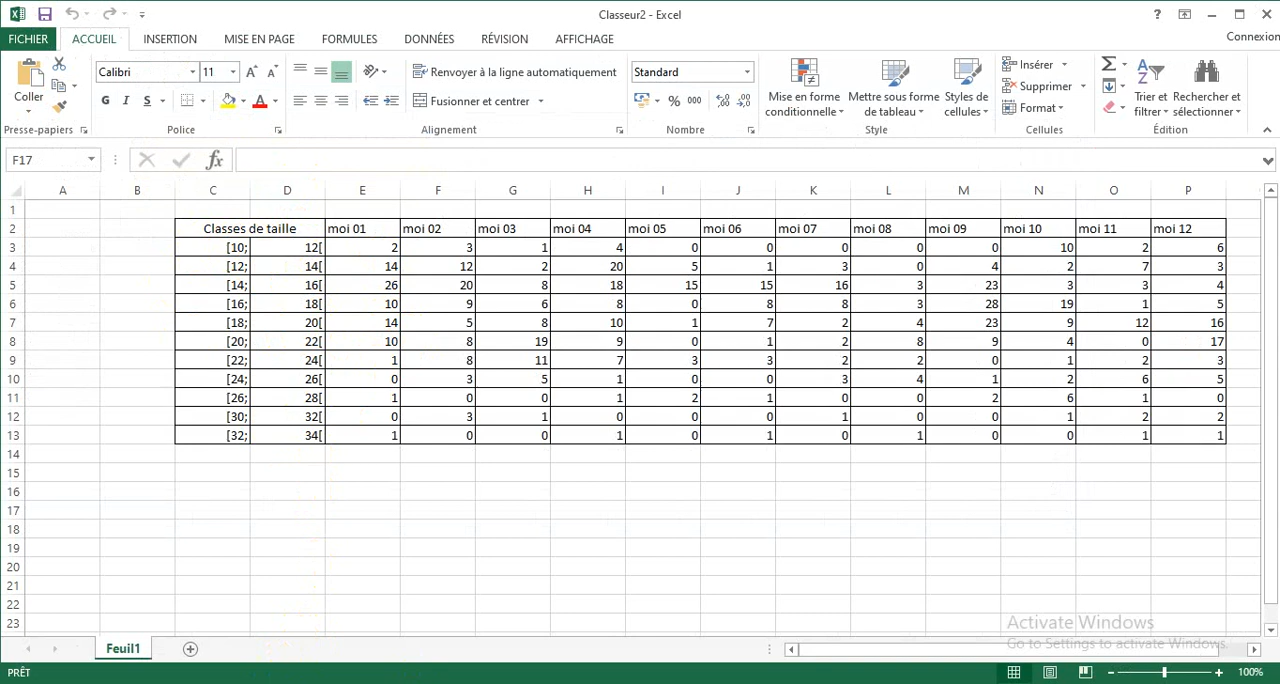 Classeur2 - Excel
FICHIER ACCUEIL INSERTION MISE EN PAGE FORMULES DONNÉES RÉVISION AFFICHAGE Connexion
Coller
Presse-papiers
Calibri 11
G I S
Police
Renvoyer à la ligne automatiquement
Fusionner et centrer
Alignement
Standard
% 000
Nombre
Mise en forme conditionnelle
Mettre sous forme de tableau
Styles de cellules
Style
Insérer
Supprimer
Format
Cellules
Trier et filtrer
Rechercher et sélectionner
Édition
F17 fx
A B C D E F G H I J K L M N O P
1
2 Classes de taille moi 01 moi 02 moi 03 moi 04 moi 05 moi 06 moi 07 moi 08 moi 09 moi 10 moi 11 moi 12
3 [10; 12[ 2 3 1 4 0 0 0 0 0 10 2 6
4 [12; 14[ 14 12 2 20 5 1 3 0 4 2 7 3
5 [14; 16[ 26 20 8 18 15 15 16 3 23 3 3 4
6 [16; 18[ 10 9 6 8 0 8 8 3 28 19 1 5
7 [18; 20[ 14 5 8 10 1 7 2 4 23 9 12 16
8 [20; 22[ 10 8 19 9 0 1 2 8 9 4 0 17
9 [22; 24[ 1 8 11 7 3 3 2 2 0 1 2 3
10 [24; 26[ 0 3 5 1 0 0 3 4 1 2 6 5
11 [26; 28[ 1 0 0 1 2 1 0 0 2 6 1 0
12 [30; 32[ 0 3 1 0 0 0 1 0 0 1 2 2
13 [32; 34[ 1 0 0 1 0 1 0 1 0 0 1 1
14
15
16
17
18
19
20
21
22
23
Activate Windows
Go to Settings to activate Windows.
Feuil1
PRÊT 100%